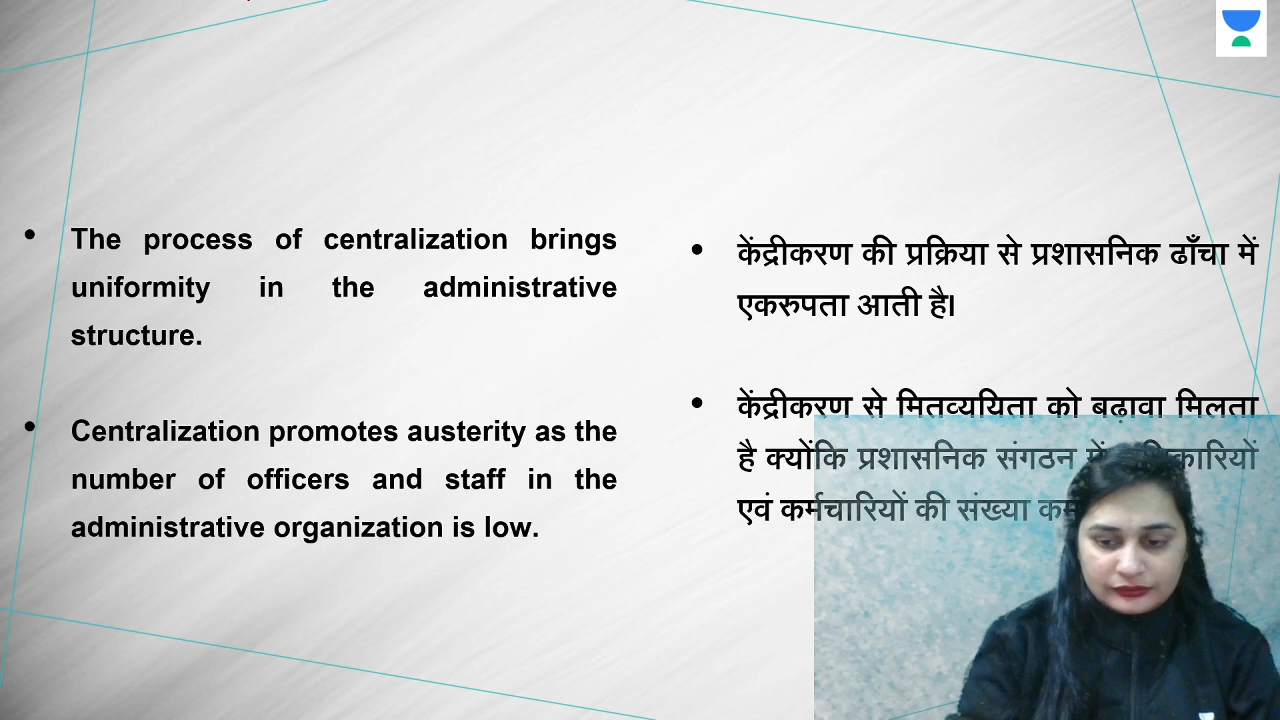 The process of centralization brings
uniformity in the administrative
structure.
Centralization promotes austerity as the
number of officers and staff in the
administrative organization is low.
केंद्रीकरण की प्रक्रिया से प्रशासनिक ढाँचा में
एकरुपता आती है।
केंद्रीकरण से मितव्ययिता को बढ़ावा मिलता
है क्योंकि प्रशासनिक संगठन में
एवं कर्मचारियों की संख्या कम